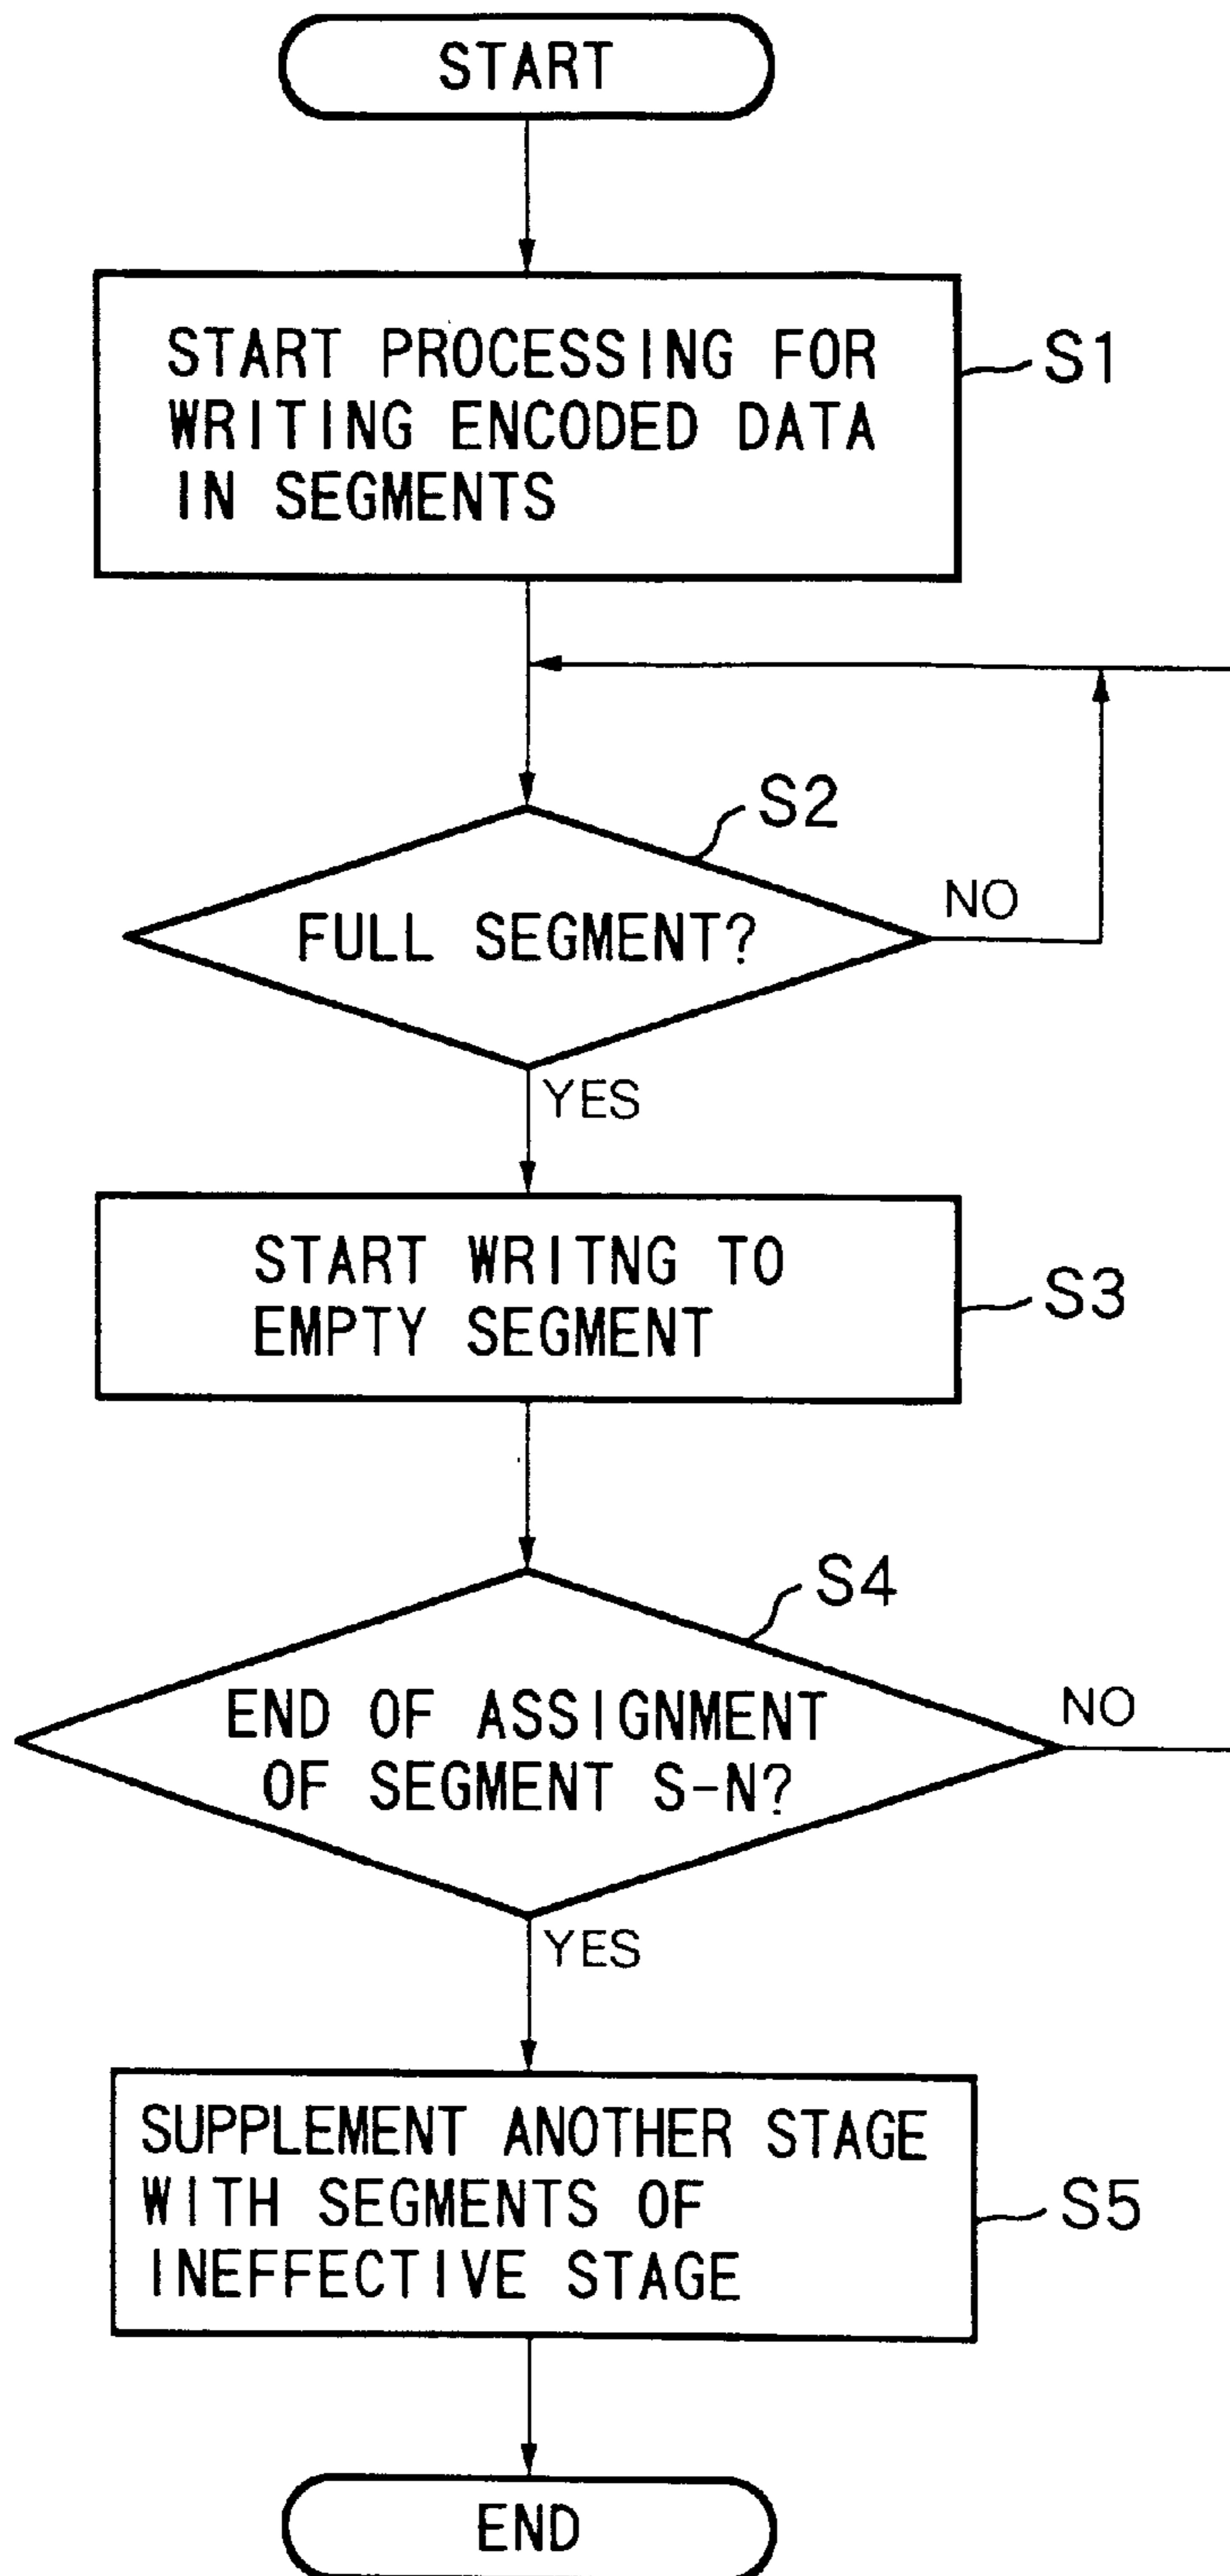 START
START PROCESSING FOR
WRITING ENCODED DATA
IN SEGMENTS
S1
S2
FULL SEGMENT?
NO
YES
START WRITNG TO
EMPTY SEGMENT
S3
S4
END OF ASSIGNMENT
OF SEGMENT S-N?
NO
YES
SUPPLEMENT ANOTHER STAGE
WITH SEGMENTS OF
INEFFECTIVE STAGE
S5
END